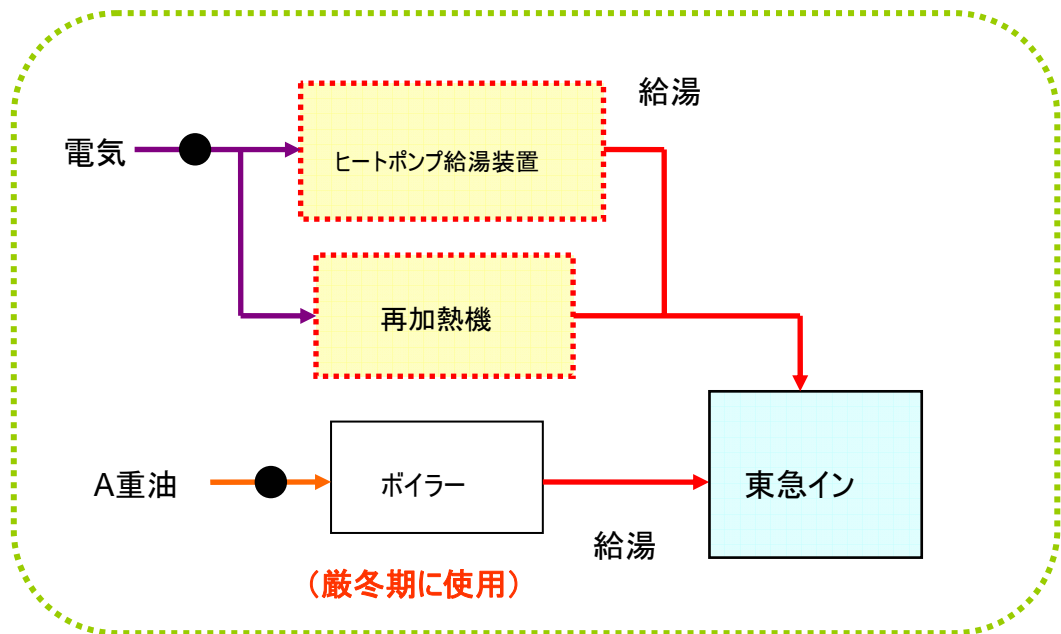 給湯
電気
ヒートポンプ給湯装置
再加熱機
A重油
ボイラー
東急イン
給湯
（厳冬期に使用）